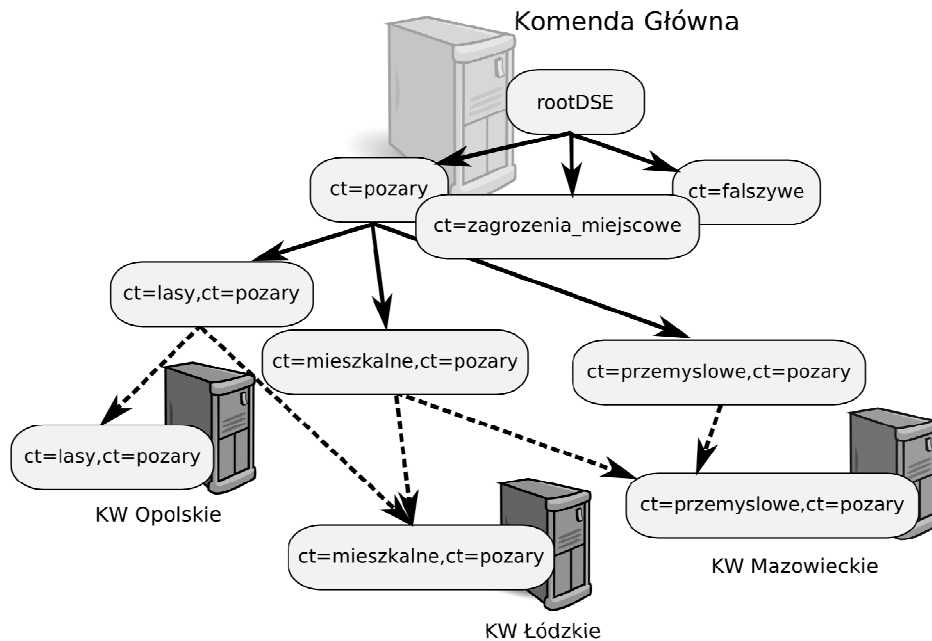 Komenda Główna
rootDSE
ct=pozary
ct=falszywe
ct=zagrozenia_miejscowe
ct=lasy,ct=pozary
ct=mieszkalne,ct=pozary
ct=przemyslowe,ct=pozary
ct=lasy,ct=pozary
KW Opolskie
ct=przemyslowe,ct=pozary
ct=mieszkalne,ct=pozary
KW Mazowieckie
KW Łódzkie